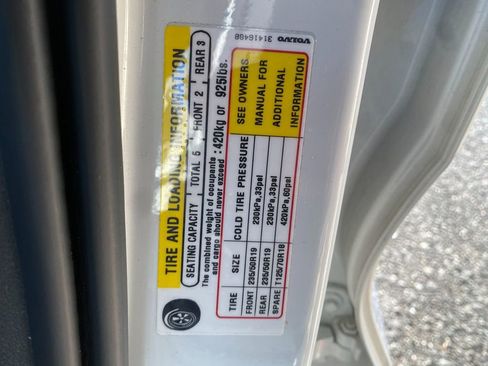 TIRE AND LOADING INFORMATION
SEATING CAPACITY TOTAL 5 FRONT 2 REAR 3
The combined weight of occupants
and cargo should never exceed : 420kg or 925lbs.
TIRE SIZE COLD TIRE PRESSURE
FRONT 235/50R19 230kPa,33psi
REAR 235/50R19 230kPa,33psi
SPARE T125/70R18 420kPa,60psi
SEE OWNERS
MANUAL FOR
ADDITIONAL
INFORMATION
VOLVO 31416488